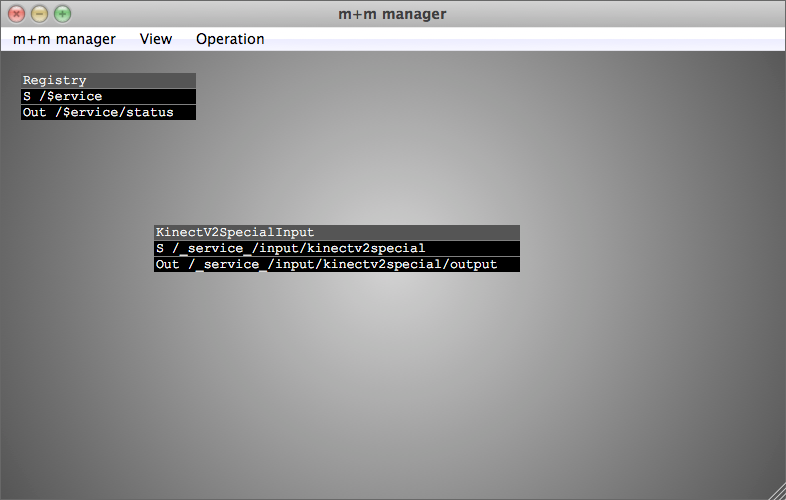 m+m manager
m+m manager View Operation
Registry
S /$ervice
Out /$ervice/status
KinectV2SpecialInput
S /_service_/input/kinectv2special
Out /_service_/input/kinectv2special/output